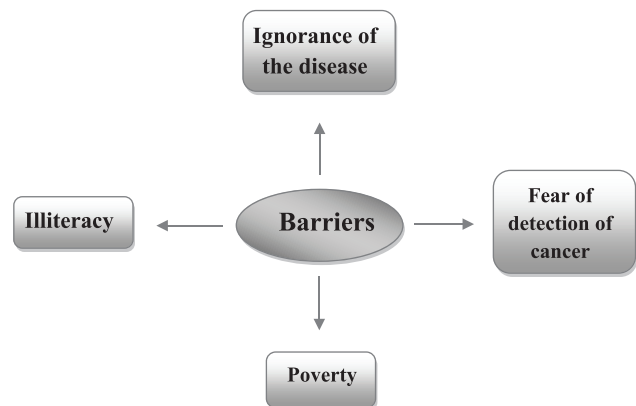 Ignorance of
the disease
Illiteracy
Barriers
Fear of
detection of
cancer
Poverty